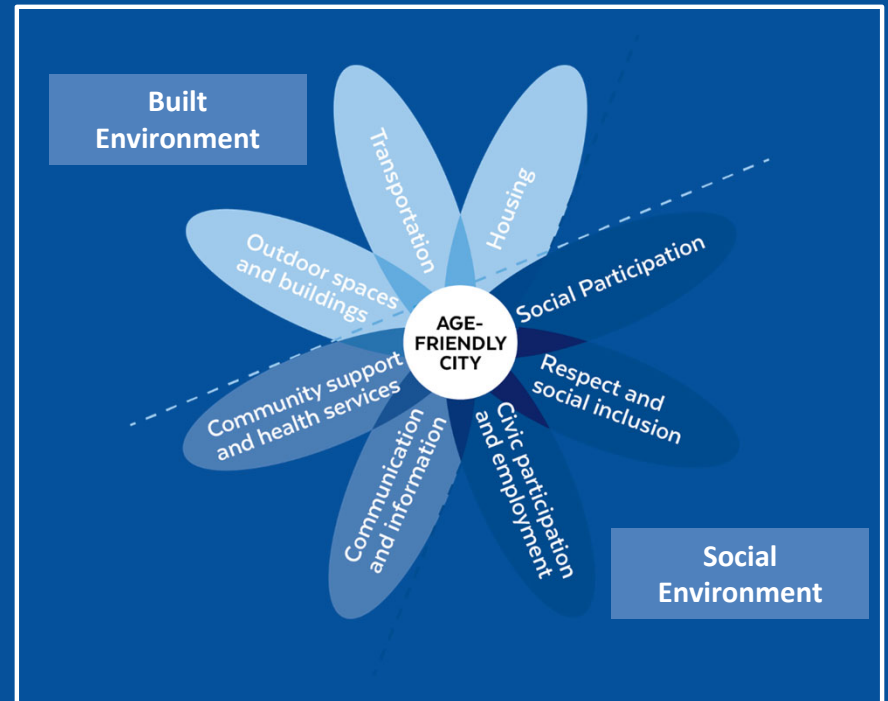 Built
Environment
Transportation
Housing
Outdoor spaces
and buildings
Social Participation
AGE-
FRIENDLY
CITY
Community support
and health services
Respect and
social inclusion
Communication
and information
Civic participation
and employment
Social
Environment